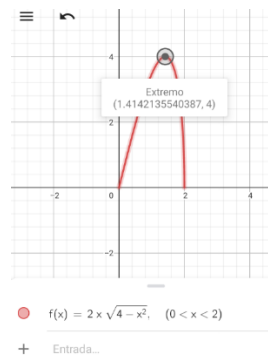 4
Extremo
(1.4142135540387, 4)
2
-2
0
2
4
-2
f(x) = 2 x √4 − x², (0 < x < 2)
Entrada...